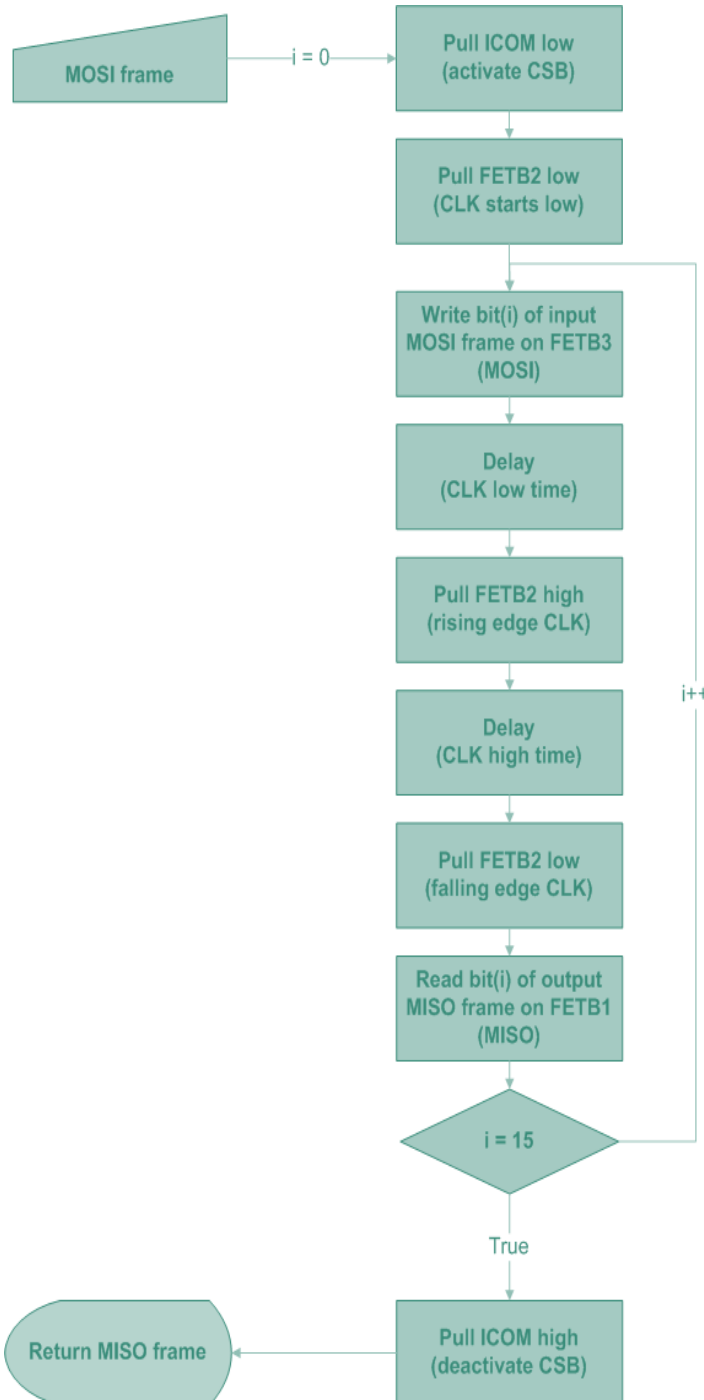 MOSI frame
i = 0
Pull ICOM low
(activate CSB)
Pull FETB2 low
(CLK starts low)
Write bit(i) of input
MOSI frame on FETB3
(MOSI)
Delay
(CLK low time)
Pull FETB2 high
(rising edge CLK)
i++
Delay
(CLK high time)
Pull FETB2 low
(falling edge CLK)
Read bit(i) of output
MISO frame on FETB1
(MISO)
i = 15
True
Pull ICOM high
(deactivate CSB)
Return MISO frame